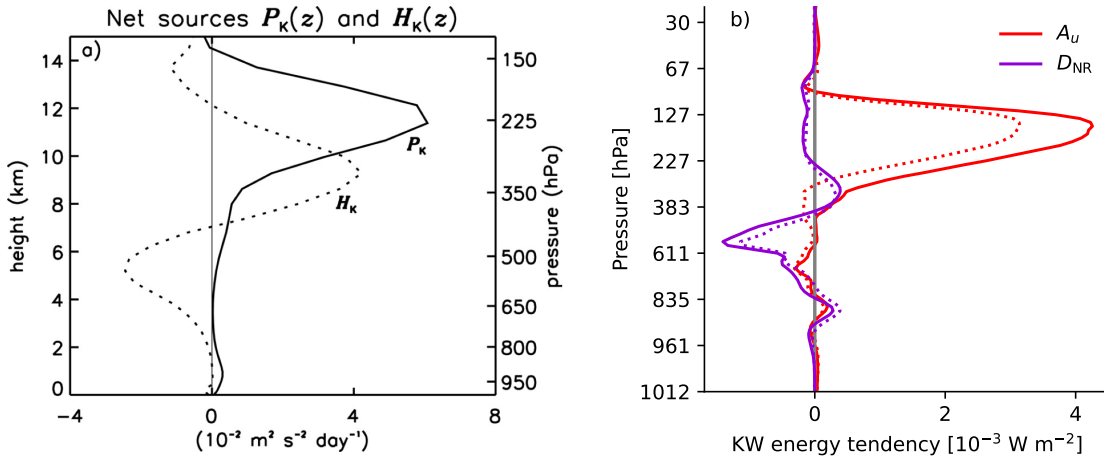 Net sources P_K(z) and H_K(z)
a)
height (km)
14
12
10
8
6
4
2
0
P_K
H_K
150
225
350
500
650
800
950
pressure (hPa)
-4 0 4 8
(10⁻² m² s⁻² day⁻¹)
b)
Pressure [hPa]
30
67
127
227
383
611
835
961
1012
A_u
D_NR
0 2 4
KW energy tendency [10⁻³ W m⁻²]